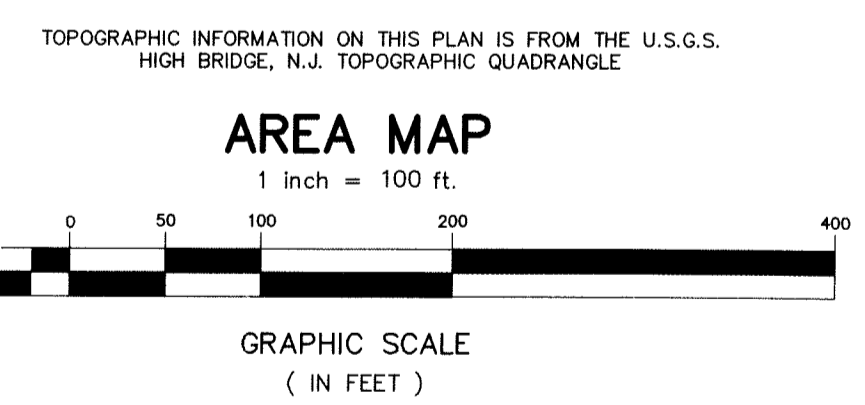 TOPOGRAPHIC INFORMATION ON THIS PLAN IS FROM THE U.S.G.S.
HIGH BRIDGE, N.J. TOPOGRAPHIC QUADRANGLE
AREA MAP
1 inch = 100 ft.
0 50 100 200 400
GRAPHIC SCALE
( IN FEET )